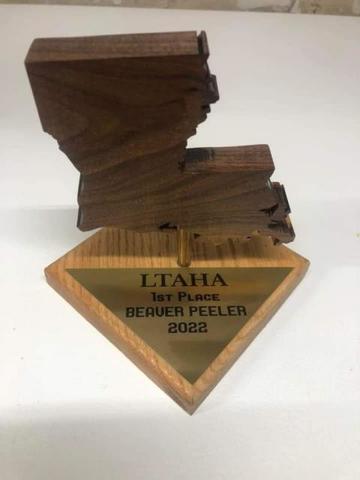 LTAHA
1st Place
BEAVER PEELER
2022